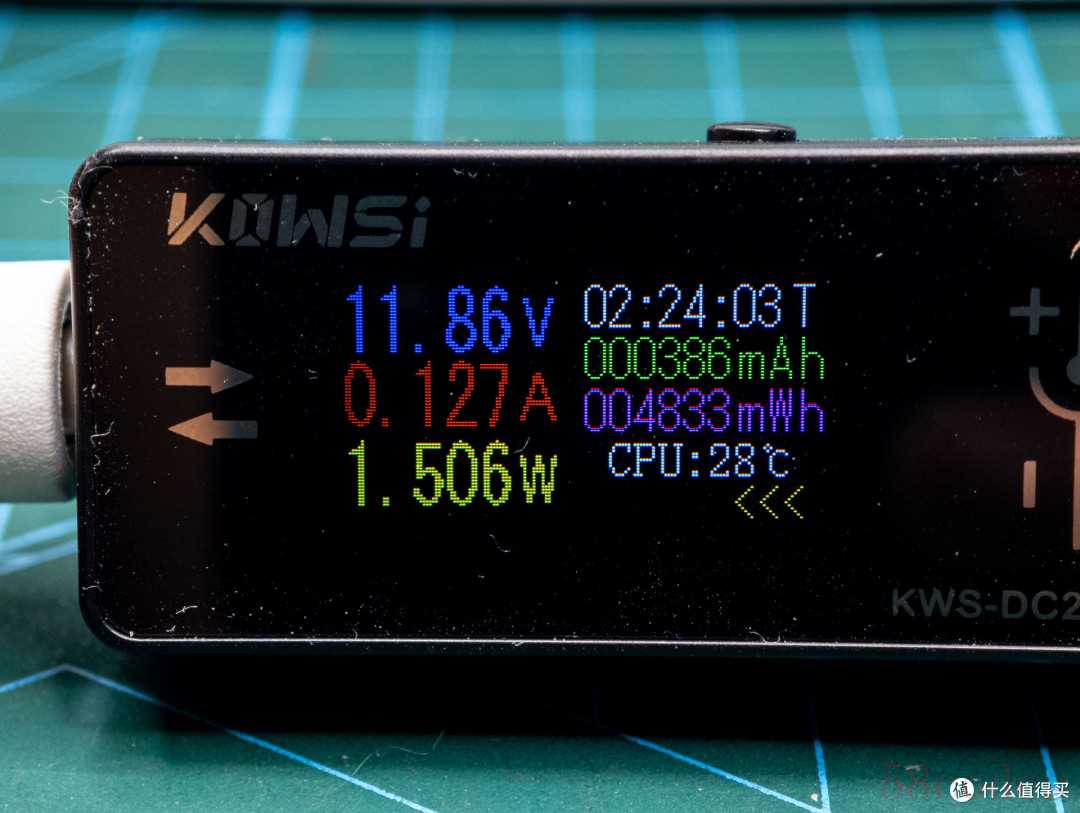 KOWSi
11.86V
0.127A
1.506W
02:24:03T
000386mAh
004833mWh
CPU:28℃
<<<
+
-
KWS-DC2
值 什么值得买